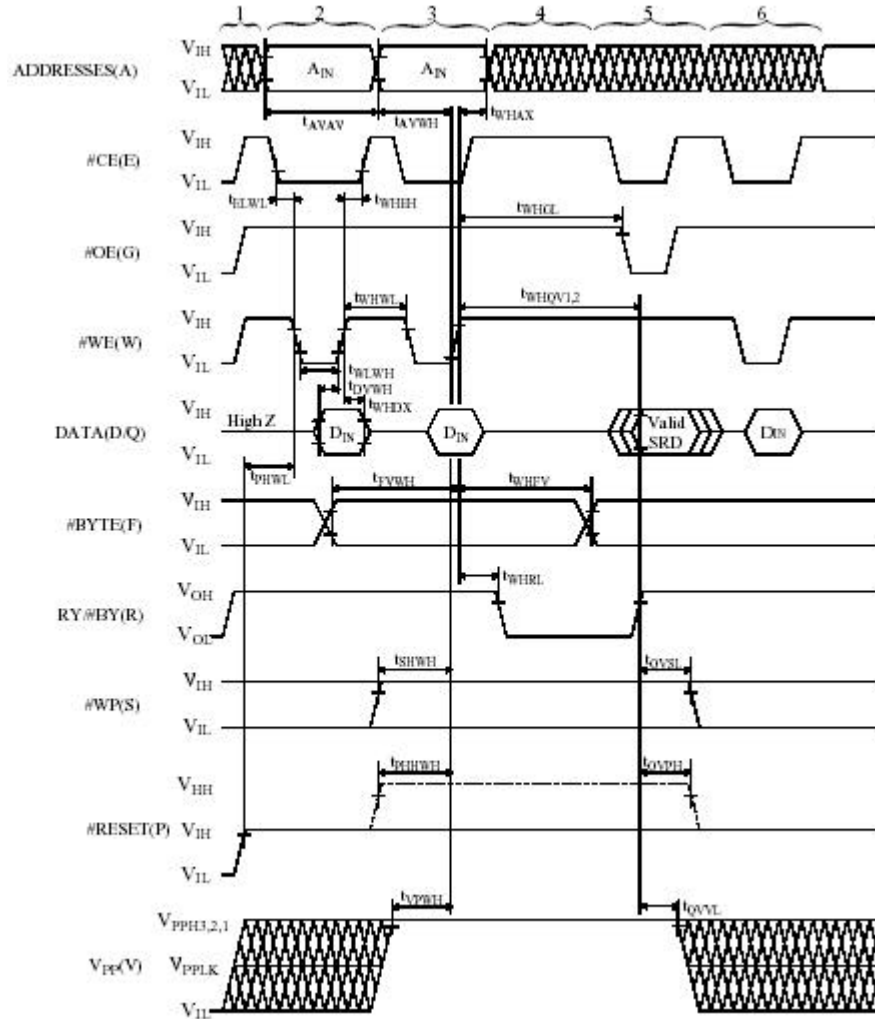 1 2 3 4 5 6
VIH
ADDRESSES(A)
AIN AIN
VIL
tAVAV tAVWH tWHAX
VIH
#CE(E)
VIL
tELWL tWHEH
tWHGL
VIH
#OE(G)
VIL
tWHWL
tWHQV1,2
VIH
#WE(W)
VIL
tWLWH
tDVWH
tWHDX
VIH
High Z
DATA(D/Q)
DIN DIN Valid SRD DIN
VIL
tPHWL
tFVWH tWHFV
VIH
#BYTE(F)
VIL
tWHRL
VOH
RY/#BY(R)
VOL
tSHWH tQVSL
VIH
#WP(S)
VIL
tPHHWH tQVPH
VHH
#RESET(P) VIH
VIL
tVPWH tQVVL
VPPH3,2,1
VPP(V) VPPLK
VIL